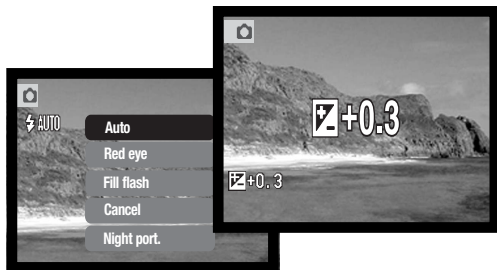 AUTO
Auto
Red eye
Fill flash
Cancel
Night port.
+0.3
+0.3